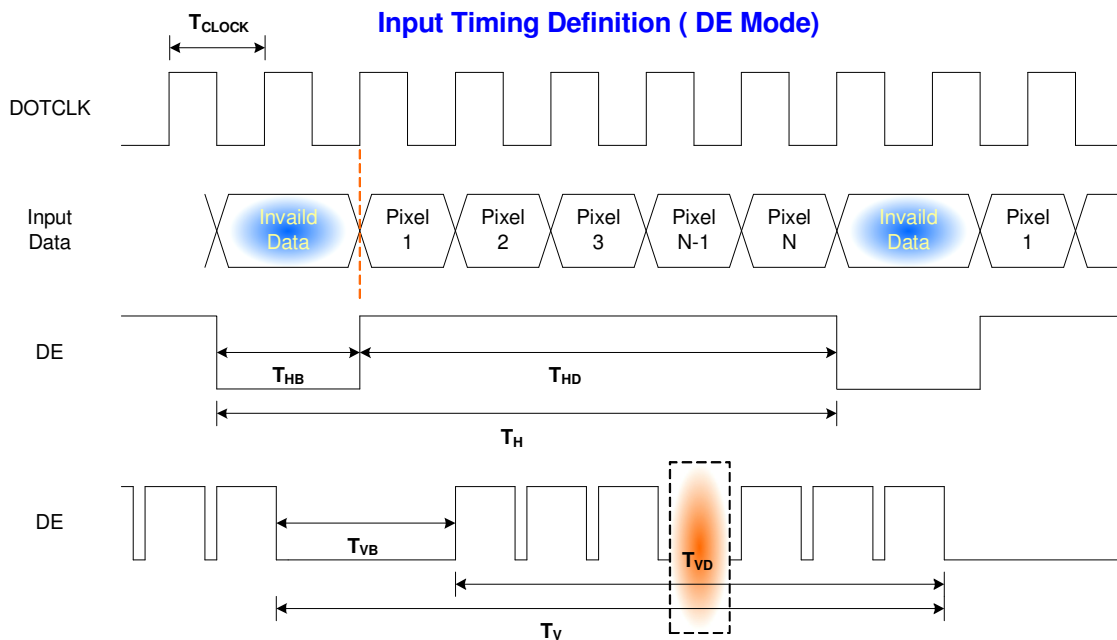 Input Timing Definition ( DE Mode)
TCLOCK
DOTCLK
Input
Data
Invaild
Data
Pixel
1
Pixel
2
Pixel
3
Pixel
N-1
Pixel
N
Invaild
Data
Pixel
1
DE
THB
THD
TH
DE
TVB
TVD
TV